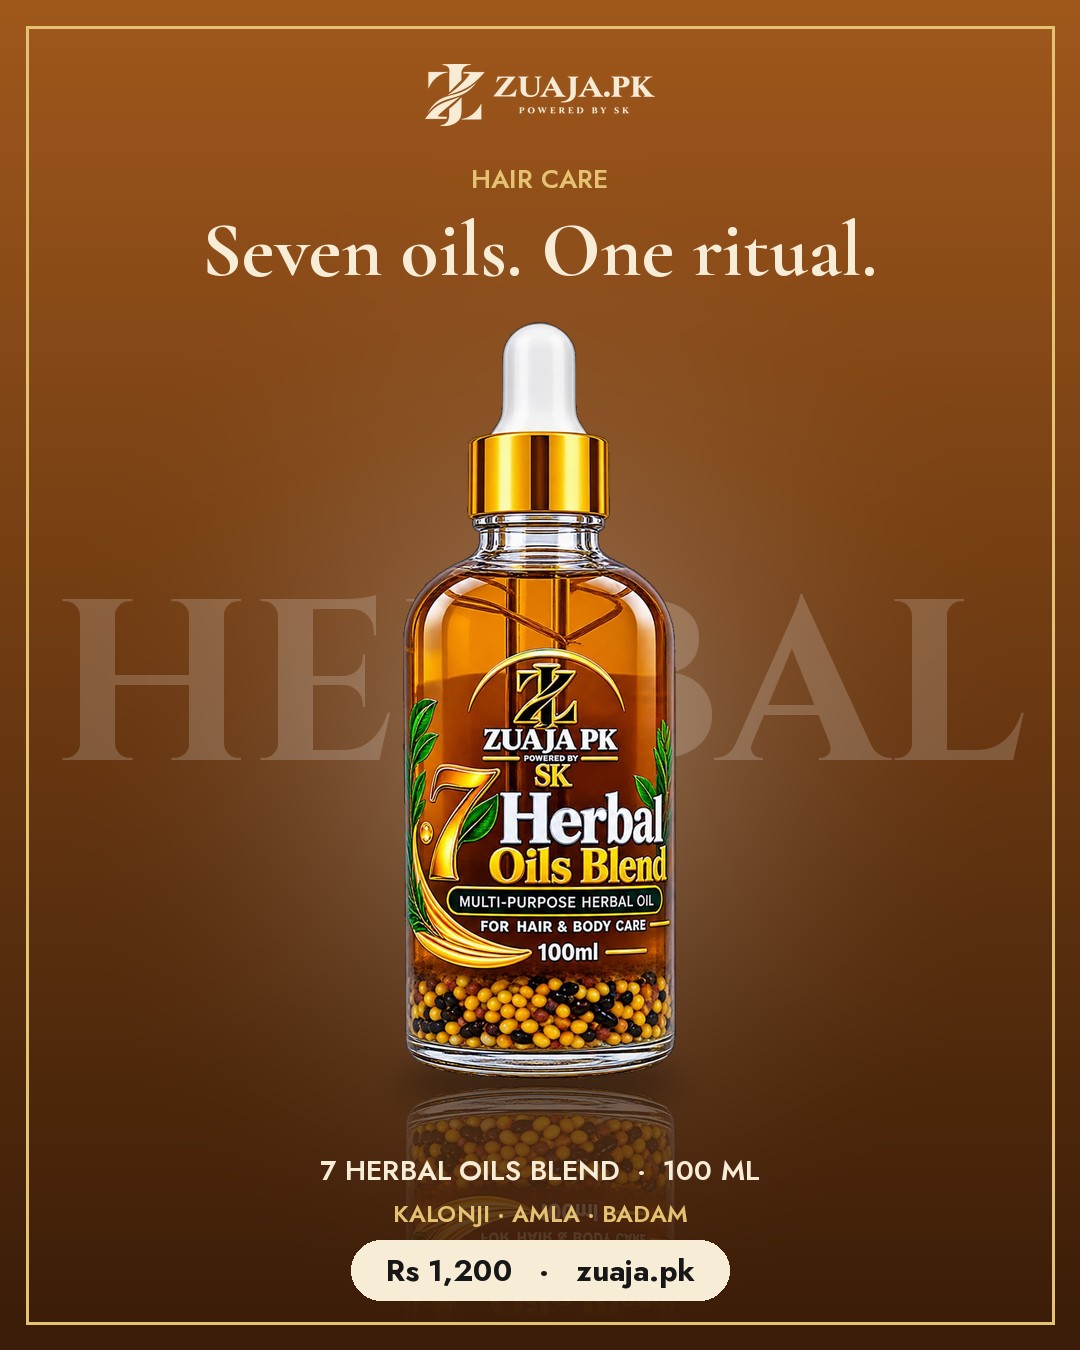 ZUAJA.PK
POWERED BY SK
HAIR CARE
Seven oils. One ritual.
ZUAJA PK
POWERED BY
SK
7 Herbal
Oils Blend
MULTI-PURPOSE HERBAL OIL
FOR HAIR & BODY CARE
100ml
7 HERBAL OILS BLEND · 100 ML
KALONJI · AMLA · BADAM
Rs 1,200 · zuaja.pk